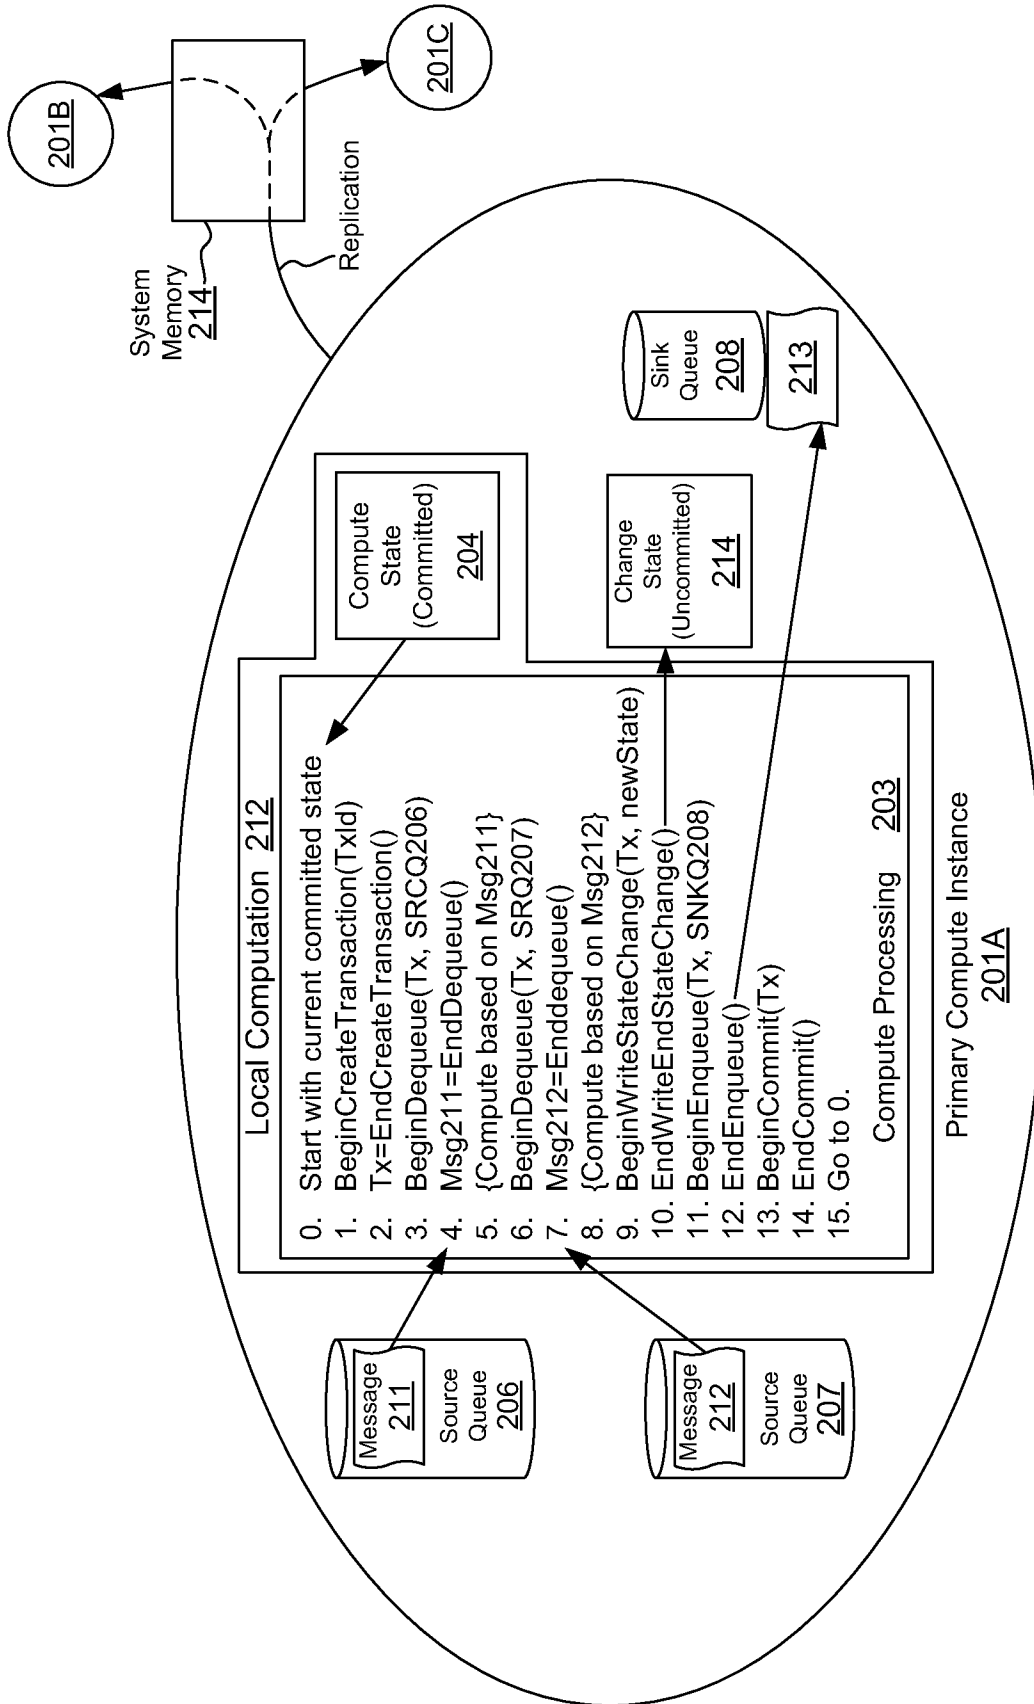 Local Computation 212
0. Start with current committed state
1. BeginCreateTransaction(TxId)
2. Tx=EndCreateTransaction()
3. BeginDequeue(Tx, SRCQ206)
4. Msg211=EndDequeue()
5. {Compute based on Msg211}
6. BeginDequeue(Tx, SRQ207)
7. Msg212=Enddequeue()
8. {Compute based on Msg212}
9. BeginWriteStateChange(Tx, newState)
10. EndWriteEndStateChange()
11. BeginEnqueue(Tx, SNKQ208)
12. EndEnqueue()
13. BeginCommit(Tx)
14. EndCommit()
15. Go to 0.
Compute Processing 203
Primary Compute Instance
201A
Message
211
Source
Queue
206
Message
212
Source
Queue
207
Compute
State
(Committed)
204
Change
State
(Uncommitted)
214
Sink
Queue
208
213
System
Memory
214
Replication
201B
201C